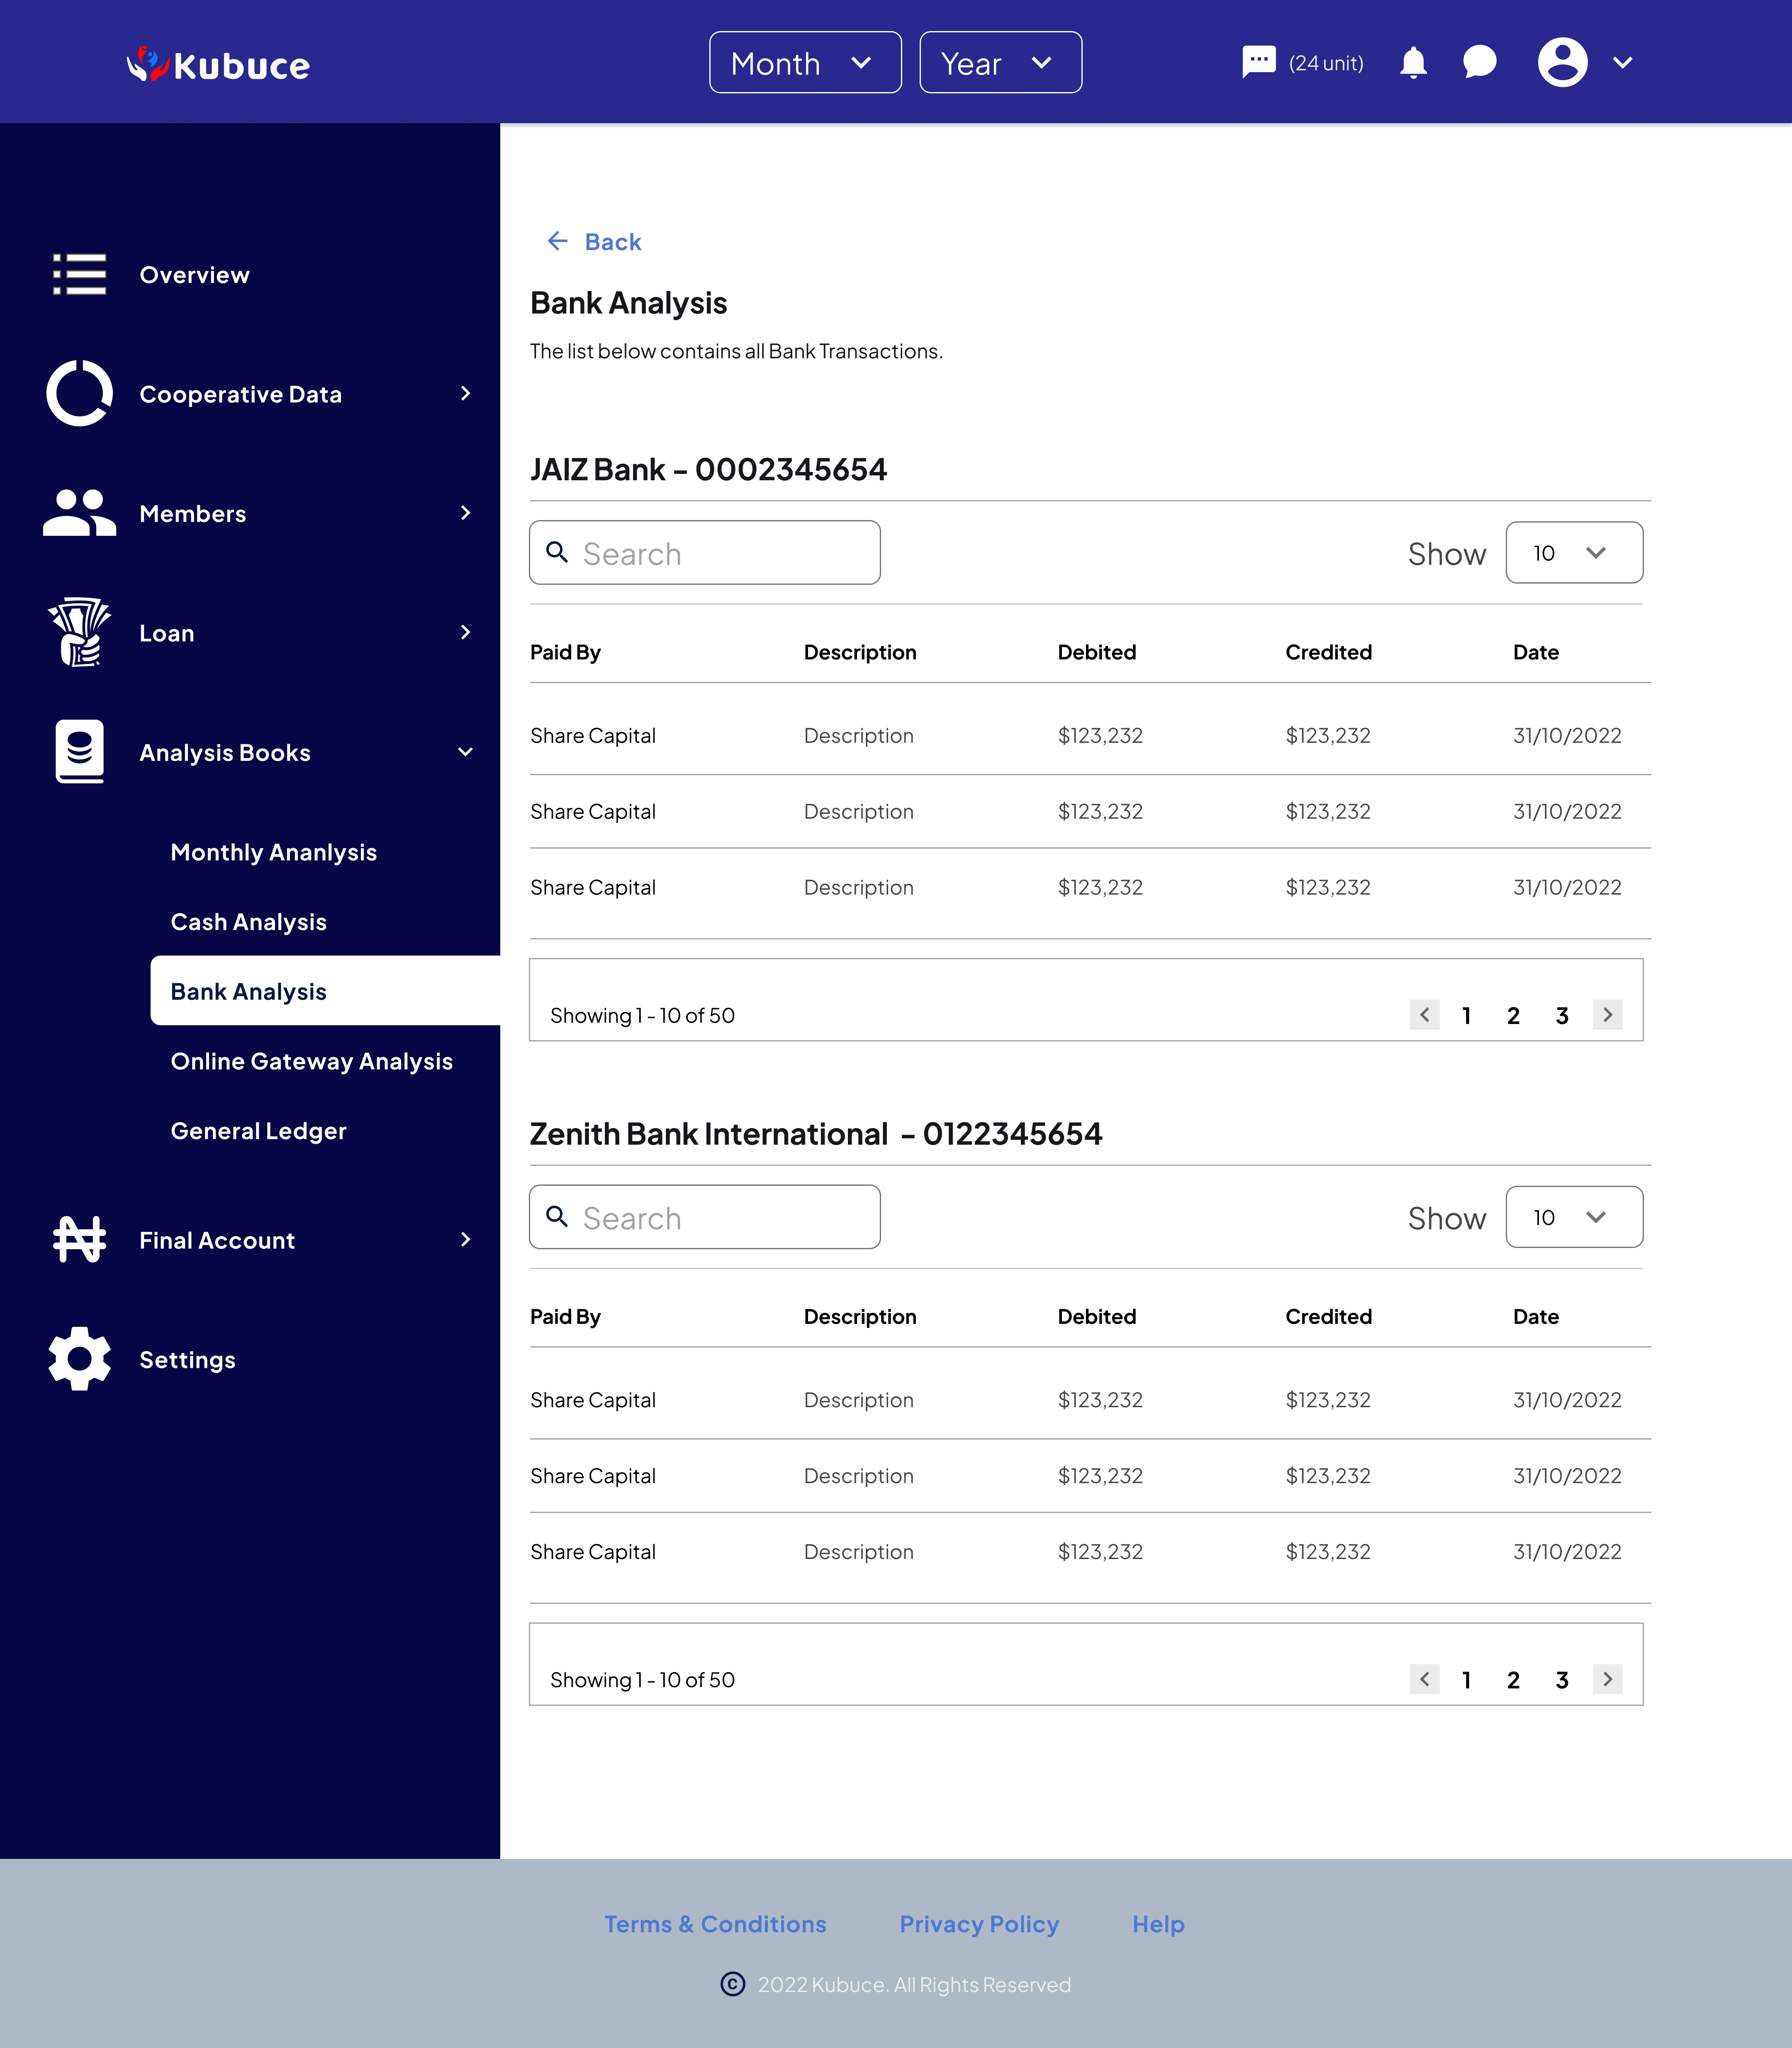 Kubuce
Month
Year
(24 unit)
Overview
Cooperative Data
Members
Loan
Analysis Books
Monthly Ananlysis
Cash Analysis
Bank Analysis
Online Gateway Analysis
General Ledger
Final Account
Settings
Back
Bank Analysis
The list below contains all Bank Transactions.
JAIZ Bank - 0002345654
Search
Show 10
Paid By Description Debited Credited Date
Share Capital Description $123,232 $123,232 31/10/2022
Share Capital Description $123,232 $123,232 31/10/2022
Share Capital Description $123,232 $123,232 31/10/2022
Showing 1 - 10 of 50 1 2 3
Zenith Bank International - 0122345654
Search
Show 10
Paid By Description Debited Credited Date
Share Capital Description $123,232 $123,232 31/10/2022
Share Capital Description $123,232 $123,232 31/10/2022
Share Capital Description $123,232 $123,232 31/10/2022
Showing 1 - 10 of 50 1 2 3
Terms & Conditions Privacy Policy Help
© 2022 Kubuce. All Rights Reserved